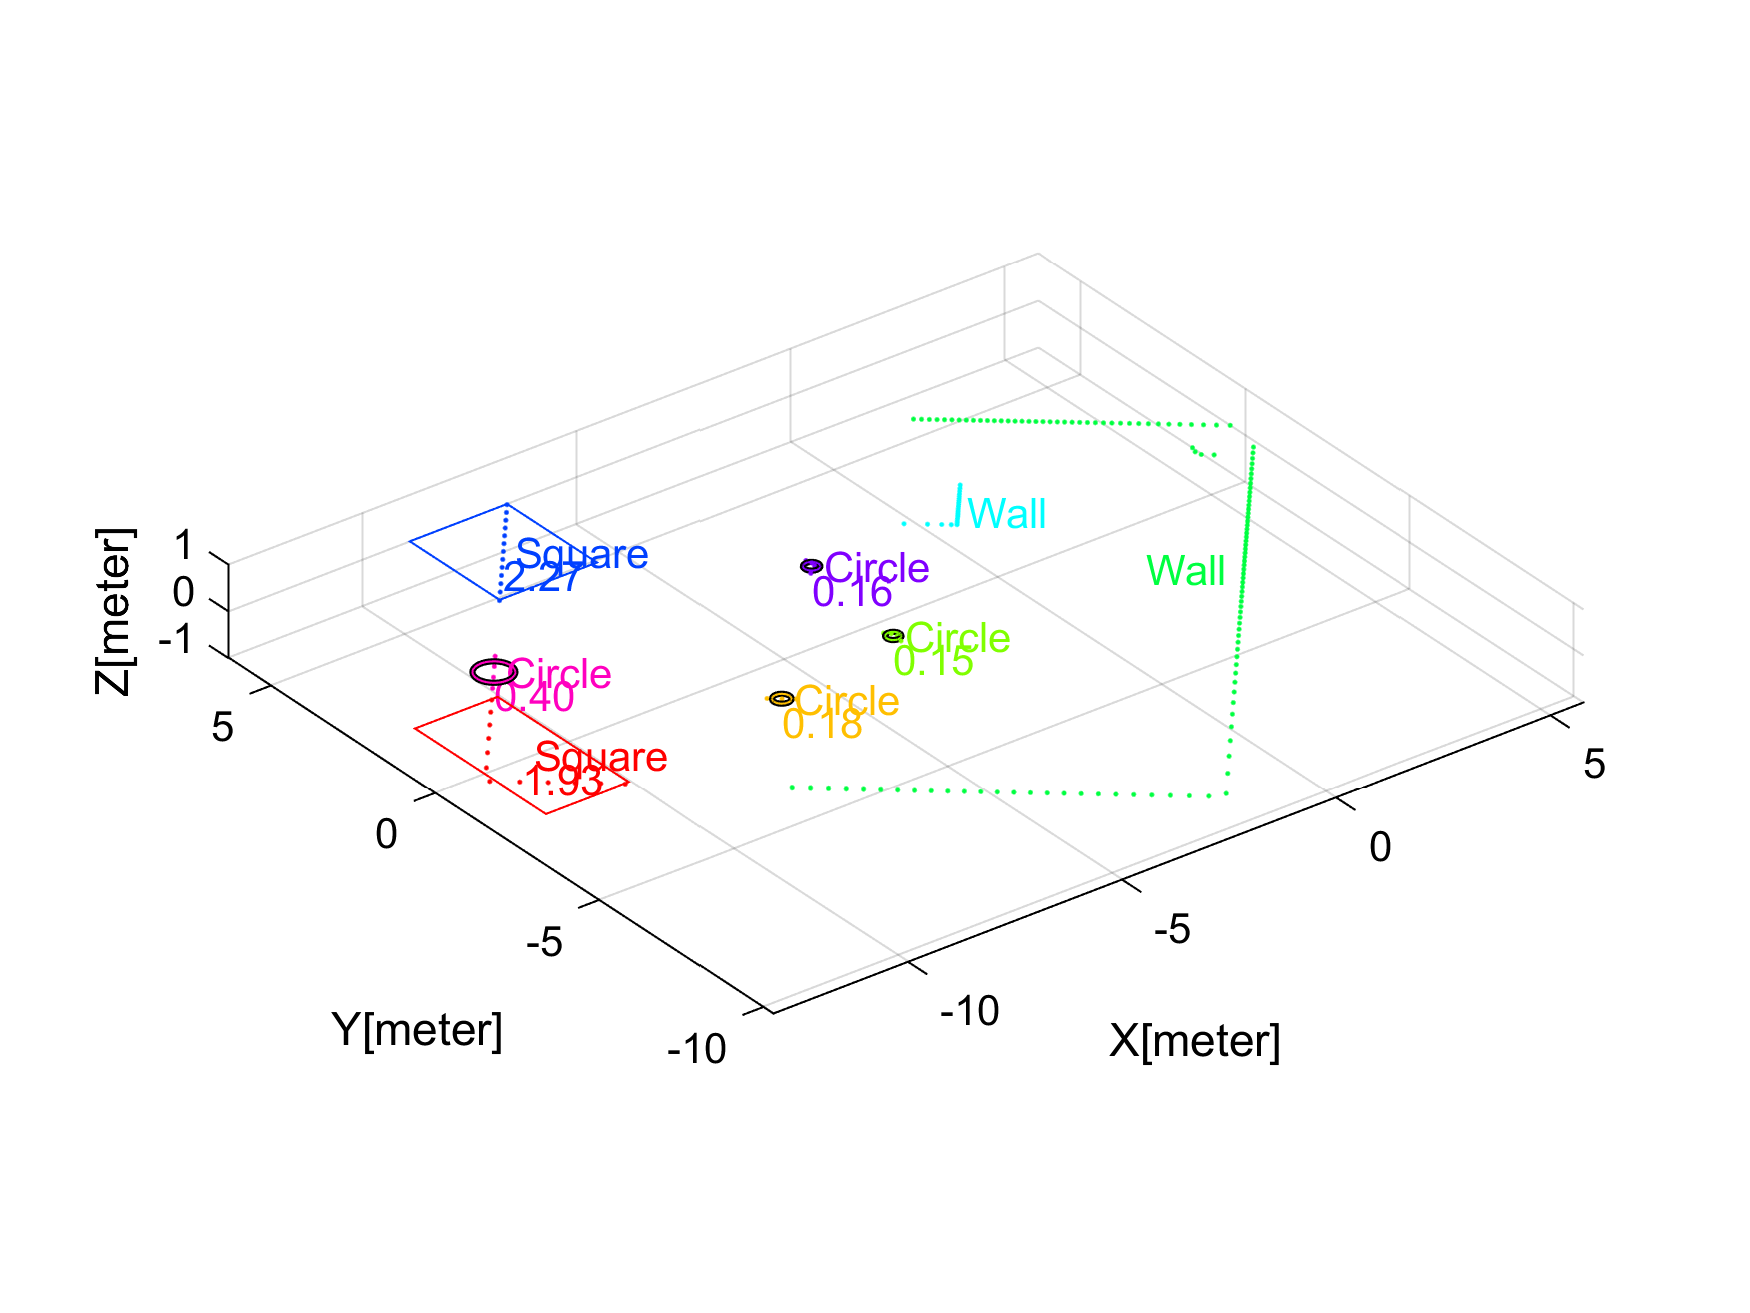 Wall
Square
2.27
Circle
0.16
Wall
Circle
0.15
Circle
0.40
Circle
0.18
Square
1.93
Z[meter]
1
0
-1
5
0
-5
-10
Y[meter]
-10
-5
0
5
X[meter]